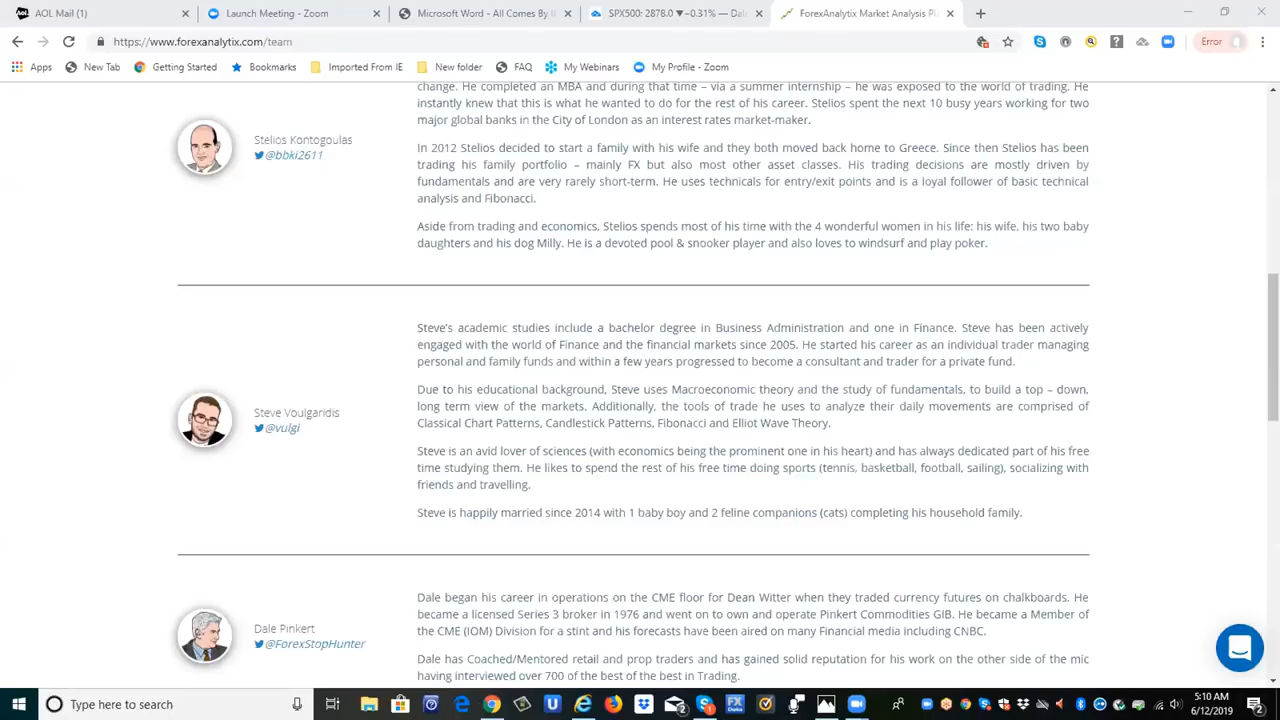 AOL Mail (1)
Launch Meeting - Zoom
Microsoft Word - All Comes By I
SPX500: 2878.0 ▼−0.31% — Dale
ForexAnalytix Market Analysis Pl
https://www.forexanalytix.com/team
Error
Apps
New Tab
Getting Started
Bookmarks
Imported From IE
New folder
FAQ
My Webinars
My Profile - Zoom
change. He completed an MBA and during that time – via a summer internship – he was exposed to the world of trading. He
instantly knew that this is what he wanted to do for the rest of his career. Stelios spent the next 10 busy years working for two
major global banks in the City of London as an interest rates market-maker.
Stelios Kontogoulas
@bbki2611
In 2012 Stelios decided to start a family with his wife and they both moved back home to Greece. Since then Stelios has been
trading his family portfolio – mainly FX but also most other asset classes. His trading decisions are mostly driven by
fundamentals and are very rarely short-term. He uses technicals for entry/exit points and is a loyal follower of basic technical
analysis and Fibonacci.
Aside from trading and economics, Stelios spends most of his time with the 4 wonderful women in his life: his wife, his two baby
daughters and his dog Milly. He is a devoted pool & snooker player and also loves to windsurf and play poker.
Steve's academic studies include a bachelor degree in Business Administration and one in Finance. Steve has been actively
engaged with the world of Finance and the financial markets since 2005. He started his career as an individual trader managing
personal and family funds and within a few years progressed to become a consultant and trader for a private fund.
Due to his educational background, Steve uses Macroeconomic theory and the study of fundamentals, to build a top – down,
long term view of the markets. Additionally, the tools of trade he uses to analyze their daily movements are comprised of
Classical Chart Patterns, Candlestick Patterns, Fibonacci and Elliot Wave Theory.
Steve Voulgaridis
@vulgi
Steve is an avid lover of sciences (with economics being the prominent one in his heart) and has always dedicated part of his free
time studying them. He likes to spend the rest of his free time doing sports (tennis, basketball, football, sailing), socializing with
friends and travelling.
Steve is happily married since 2014 with 1 baby boy and 2 feline companions (cats) completing his household family.
Dale began his career in operations on the CME floor for Dean Witter when they traded currency futures on chalkboards. He
became a licensed Series 3 broker in 1976 and went on to own and operate Pinkert Commodities GIB. He became a Member of
the CME (IOM) Division for a stint and his forecasts have been aired on many Financial media including CNBC.
Dale Pinkert
@ForexStopHunter
Dale has Coached/Mentored retail and prop traders and has gained solid reputation for his work on the other side of the mic
having interviewed over 700 of the best of the best in Trading.
Type here to search
5:10 AM
6/12/2019